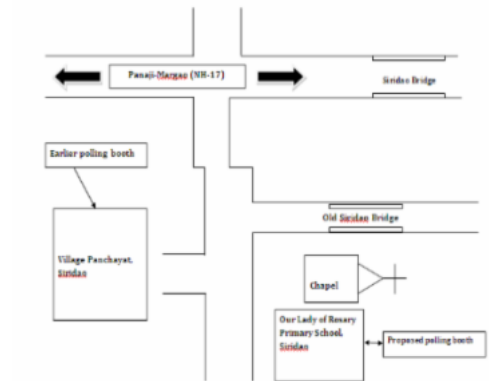 Panaji-Margao (NH-17)
Siridao Bridge
Earlier polling booth
Old Siridao Bridge
Village Panchayat,
Siridao
Chapel
Our Lady of Rosary
Primary School,
Siridao
Proposed polling booth